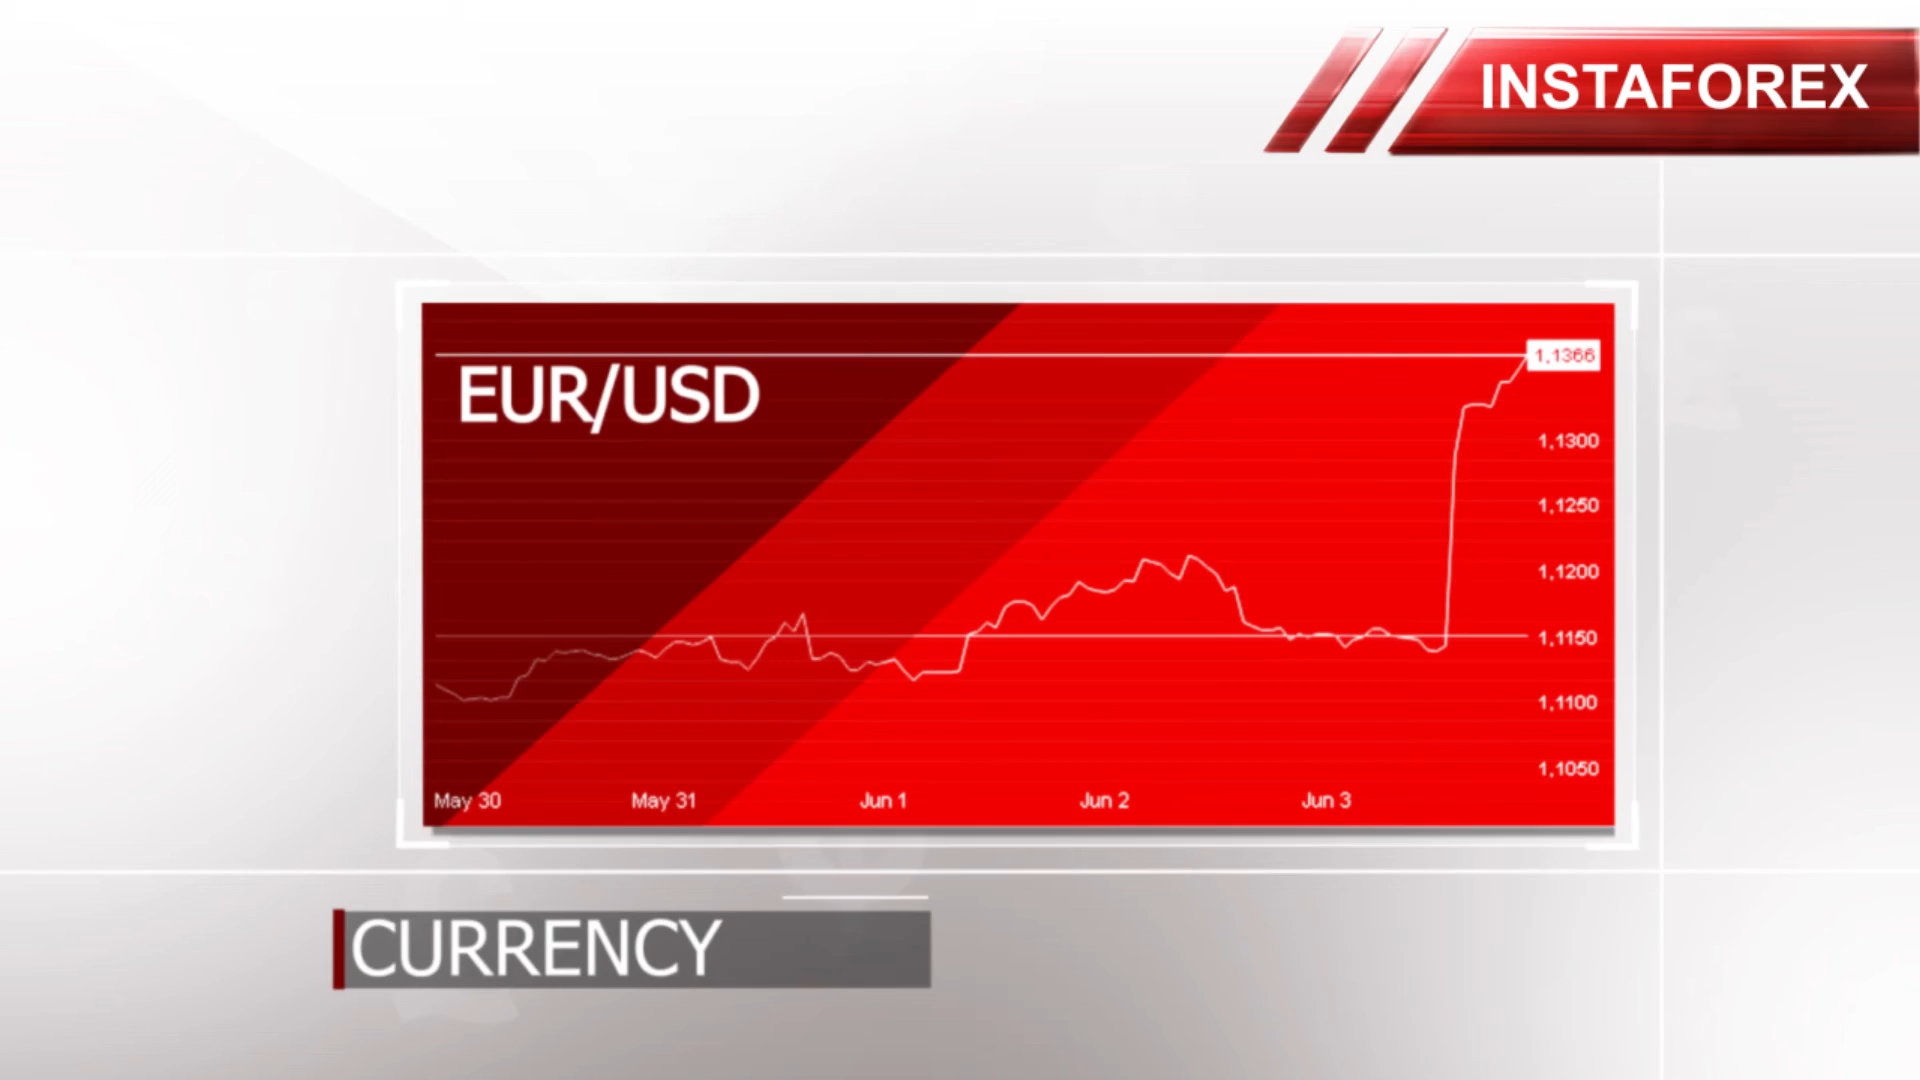 INSTAFOREX
EUR/USD
1,1366
1,1300
1,1250
1,1200
1,1150
1,1100
1,1050
May 30 May 31 Jun 1 Jun 2 Jun 3
CURRENCY